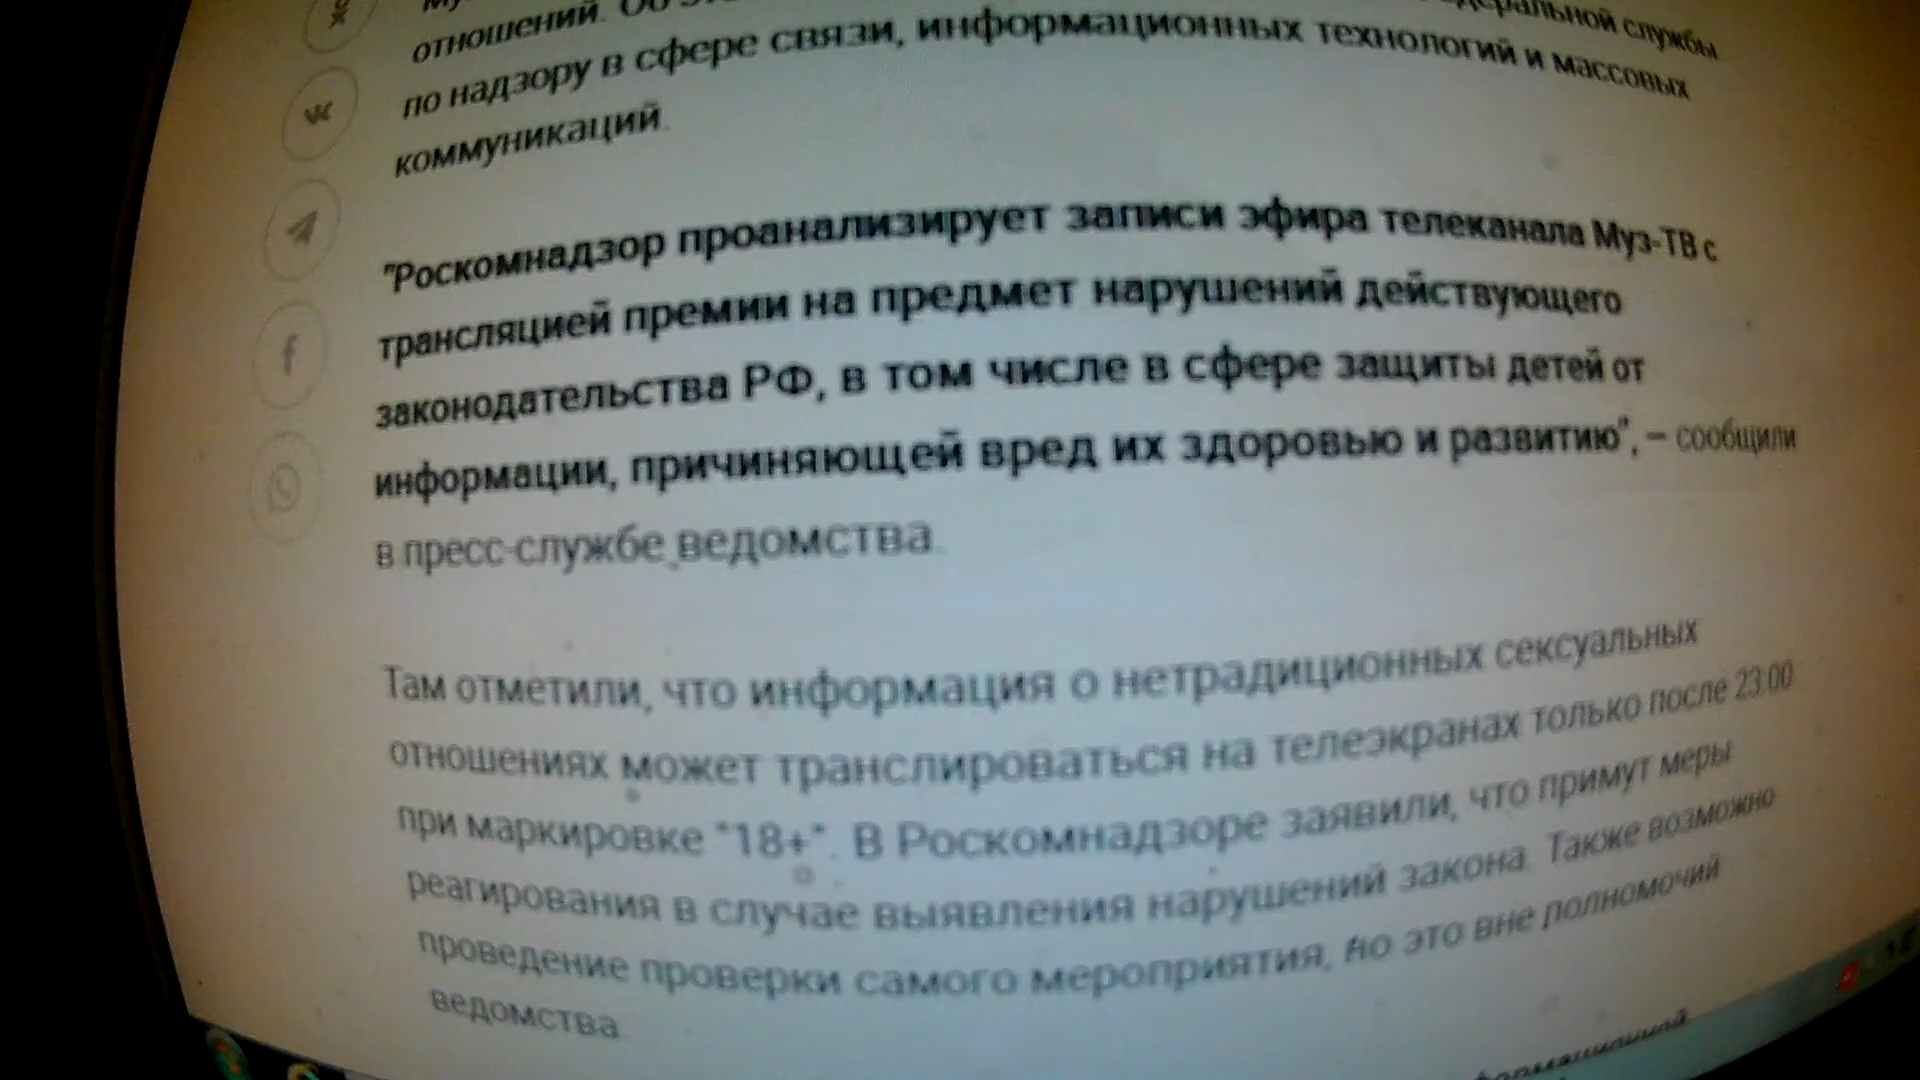 отношений.
деральной службы
по надзору в сфере связи, информационных технологий и массовых
коммуникаций.
"Роскомнадзор проанализирует записи эфира телеканала Муз-ТВ с
трансляцией премии на предмет нарушений действующего
законодательства РФ, в том числе в сфере защиты детей от
информации, причиняющей вред их здоровью и развитию", – сообщили
в пресс-службе ведомства.
Там отметили, что информация о нетрадиционных сексуальных
отношениях может транслироваться на телеэкранах только после 23:00
при маркировке "18+". В Роскомнадзоре заявили, что примут меры
реагирования в случае выявления нарушений закона. Также возможно
проведение проверки самого мероприятия, но это вне полномочий
ведомства.